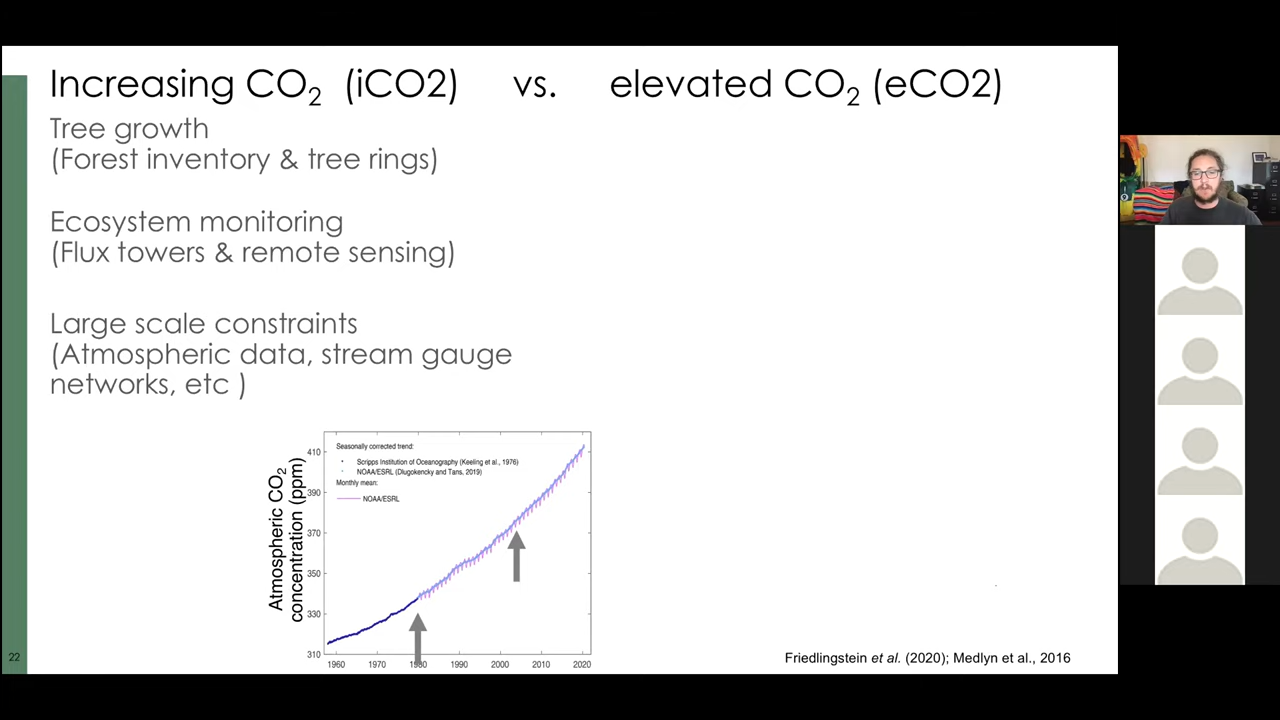 Increasing CO₂ (iCO2) vs. elevated CO₂ (eCO2)
Tree growth
(Forest inventory & tree rings)
Ecosystem monitoring
(Flux towers & remote sensing)
Large scale constraints
(Atmospheric data, stream gauge
networks, etc )
Atmospheric CO₂
concentration (ppm)
410
390
370
350
330
310
Seasonally corrected trend:
Scripps Institution of Oceanography (Keeling et al., 1976)
NOAA/ESRL (Dlugokencky and Tans, 2019)
Monthly mean:
NOAA/ESRL
1960 1970 1980 1990 2000 2010 2020
22
Friedlingstein et al. (2020); Medlyn et al., 2016